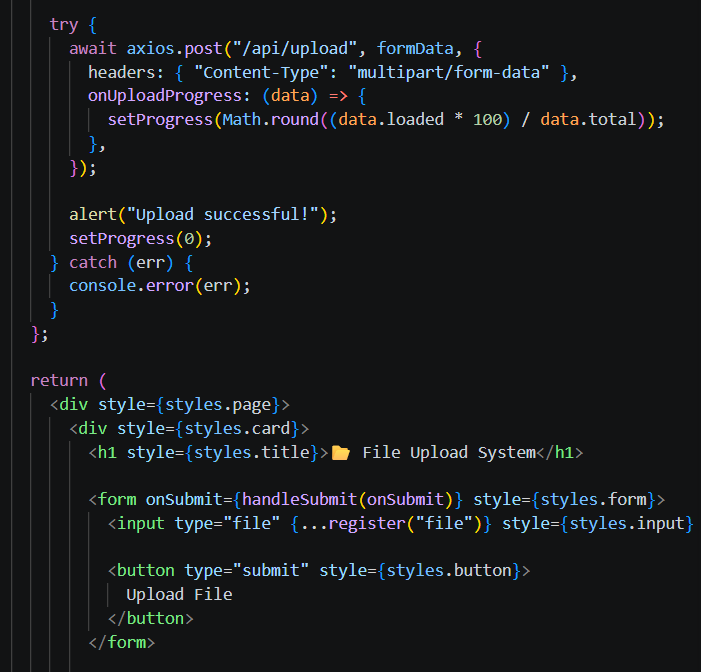 try {
await axios.post("/api/upload", formData, {
headers: { "Content-Type": "multipart/form-data" },
onUploadProgress: (data) => {
setProgress(Math.round((data.loaded * 100) / data.total));
},
});
alert("Upload successful!");
setProgress(0);
} catch (err) {
console.error(err);
}
};
return (
<div style={styles.page}>
<div style={styles.card}>
<h1 style={styles.title}>📁 File Upload System</h1>
<form onSubmit={handleSubmit(onSubmit)} style={styles.form}>
<input type="file" {...register("file")} style={styles.input}
<button type="submit" style={styles.button}>
Upload File
</button>
</form>